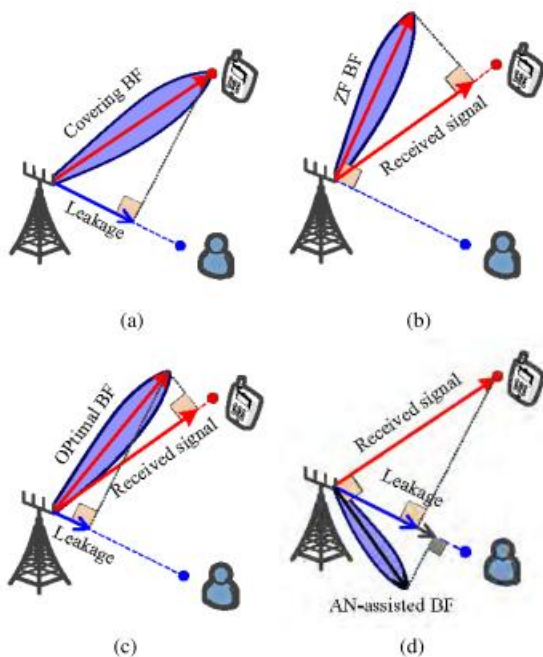 Covering BF
Leakage
(a)
ZF BF
Received signal
(b)
OPtimal BF
Received signal
Leakage
(c)
Received signal
Leakage
AN-assisted BF
(d)